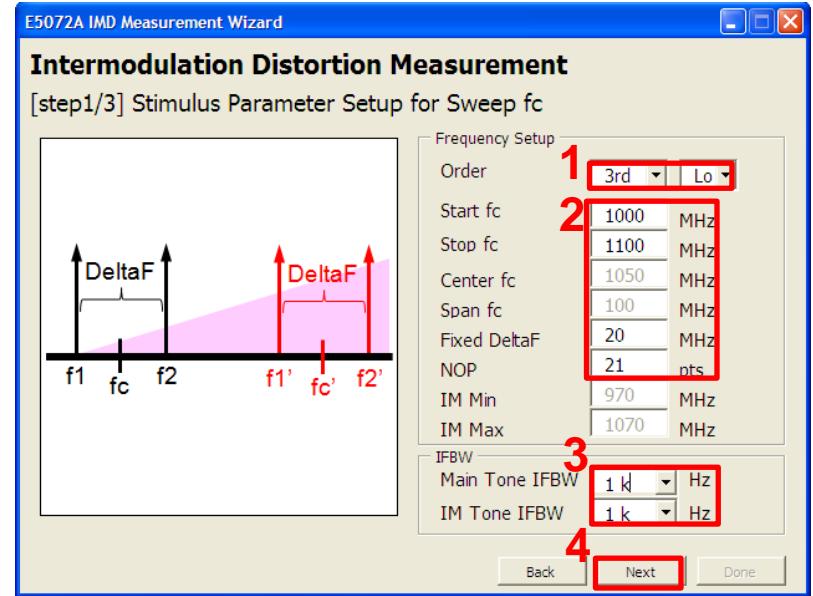 E5072A IMD Measurement Wizard
Intermodulation Distortion Measurement
[step1/3] Stimulus Parameter Setup for Sweep fc
Frequency Setup
1
Order 3rd Lo
2
Start fc 1000 MHz
Stop fc 1100 MHz
Center fc 1050 MHz
Span fc 100 MHz
Fixed DeltaF 20 MHz
NOP 21 pts
IM Min 970 MHz
IM Max 1070 MHz
DeltaF DeltaF
f1 fc f2 f1' fc' f2'
IFBW
3
Main Tone IFBW 1 k Hz
IM Tone IFBW 1 k Hz
4
Back Next Done